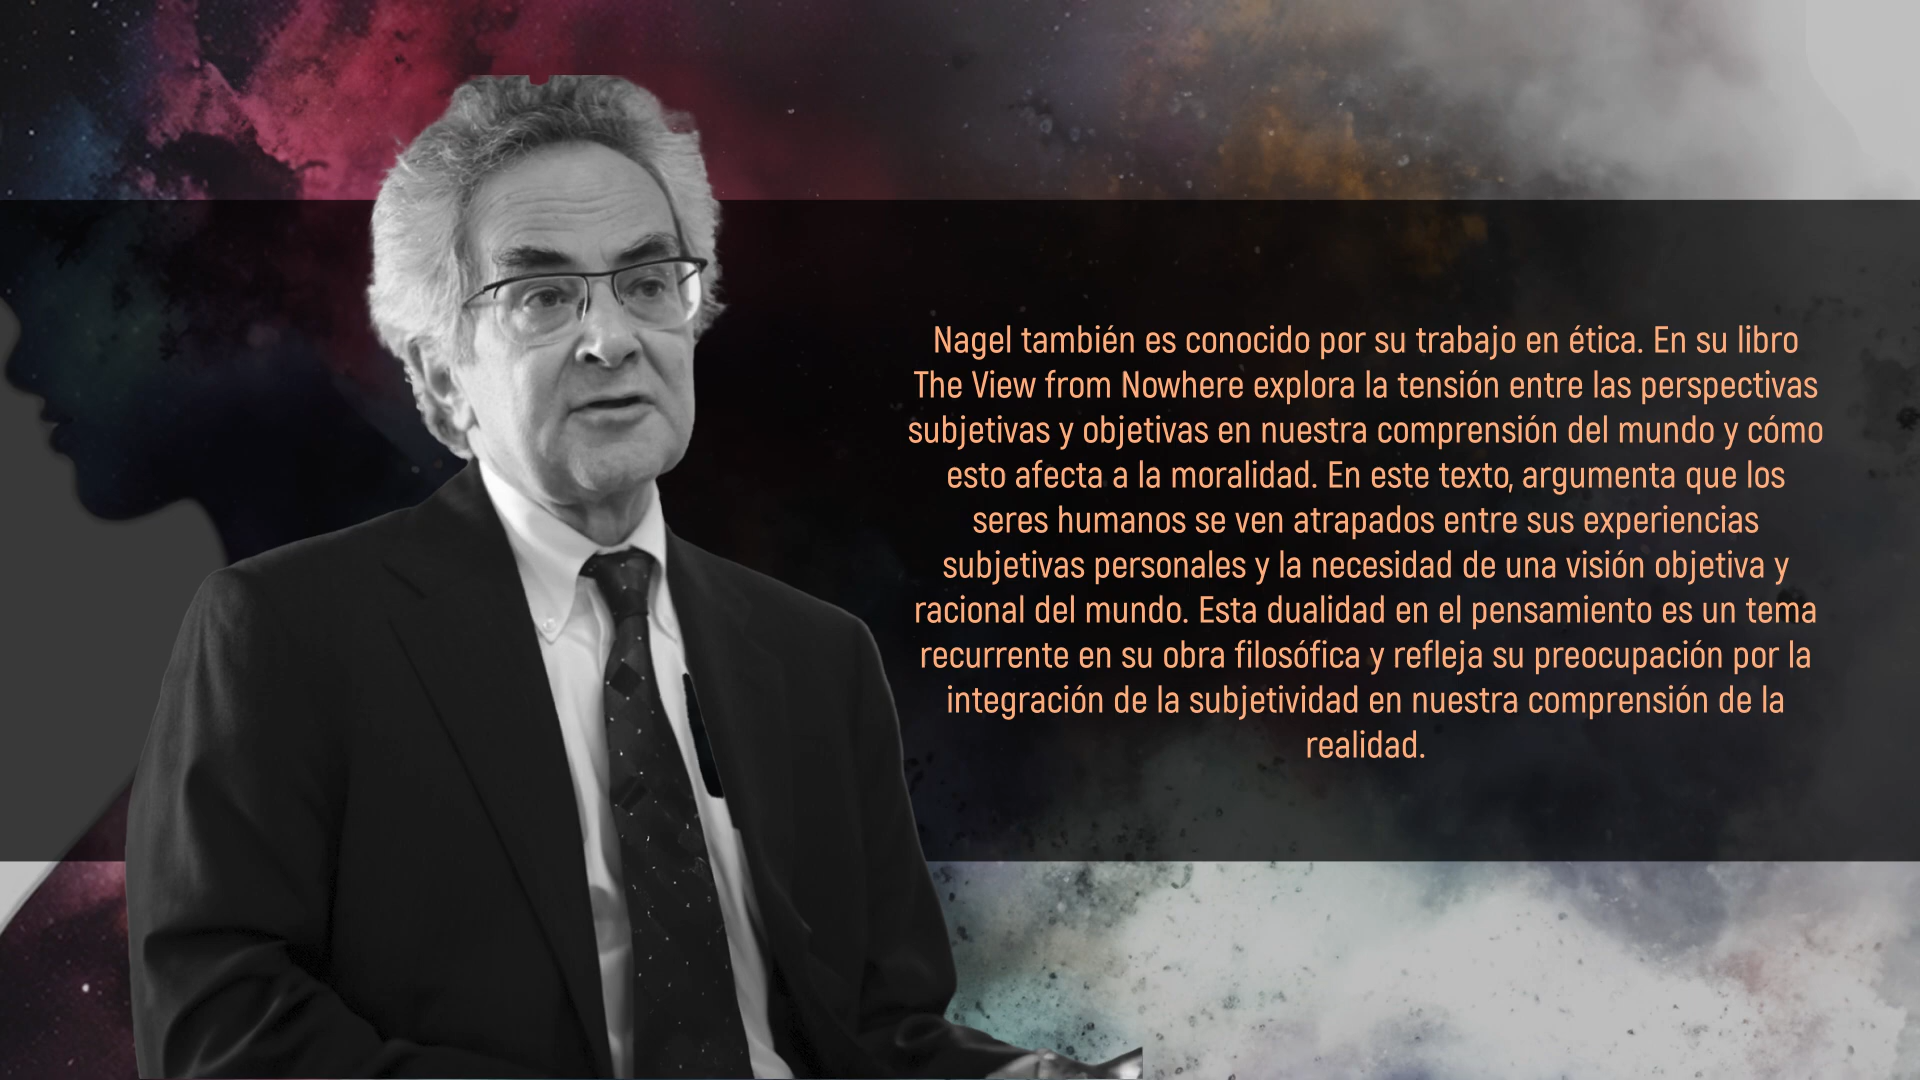 Nagel también es conocido por su trabajo en ética. En su libro
The View from Nowhere explora la tensión entre las perspectivas
subjetivas y objetivas en nuestra comprensión del mundo y cómo
esto afecta a la moralidad. En este texto, argumenta que los
seres humanos se ven atrapados entre sus experiencias
subjetivas personales y la necesidad de una visión objetiva y
racional del mundo. Esta dualidad en el pensamiento es un tema
recurrente en su obra filosófica y refleja su preocupación por la
integración de la subjetividad en nuestra comprensión de la
realidad.